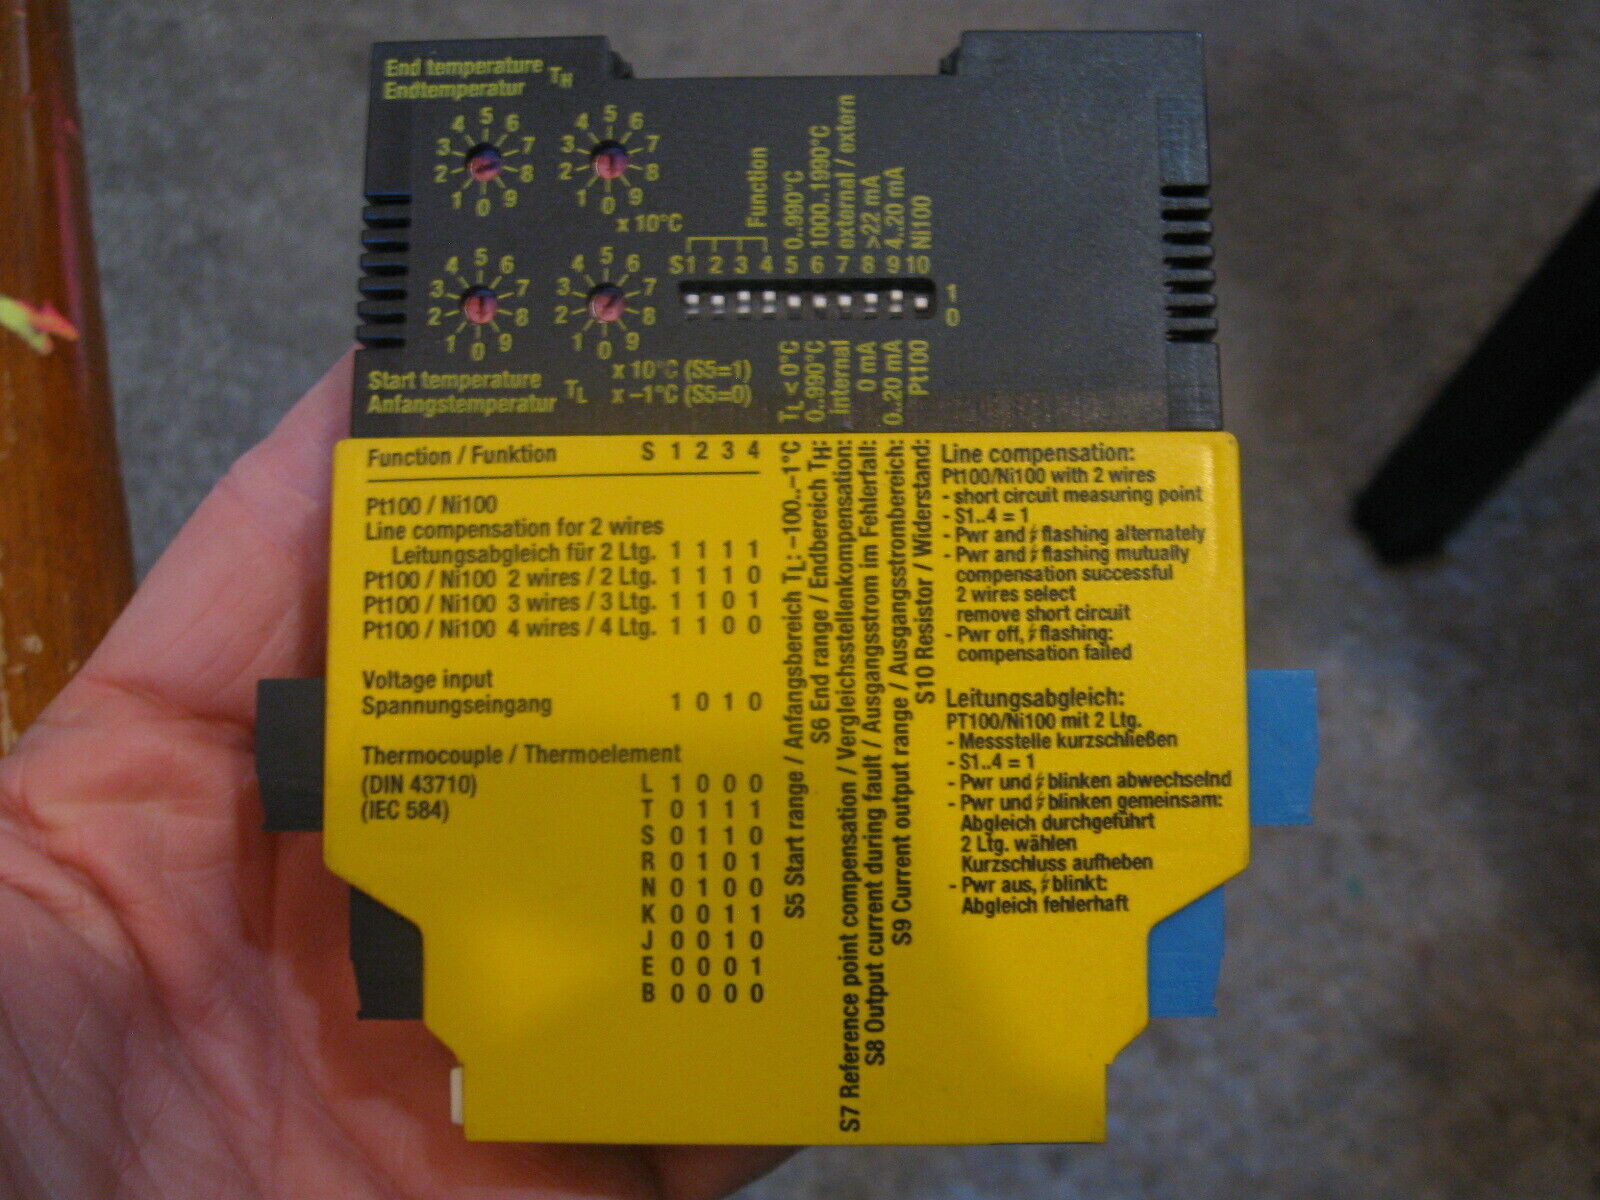 End temperature TH
Endtemperatur
4 5 6
3 7
2 8
1 0 9
4 5 6
3 7
2 8
1 0 9
x 10°C
4 5 6
3 7
2 8
1 0 9
4 5 6
3 7
2 8
1 0 9
Start temperature TL x 10°C (S5=1)
Anfangstemperatur x -1°C (S5=0)
Function
0..990°C
1000..1990°C
external / extern
>22 mA
4..20 mA
Ni100
S1 2 3 4 5 6 7 8 9 10
1
0
TL < 0°C
0..990°C
internal
0 mA
0..20 mA
Pt100
Function / Funktion S 1 2 3 4
Pt100 / Ni100
Line compensation for 2 wires
Leitungsabgleich für 2 Ltg. 1 1 1 1
Pt100 / Ni100 2 wires / 2 Ltg. 1 1 1 0
Pt100 / Ni100 3 wires / 3 Ltg. 1 1 0 1
Pt100 / Ni100 4 wires / 4 Ltg. 1 1 0 0
Voltage input
Spannungseingang 1 0 1 0
Thermocouple / Thermoelement
(DIN 43710) L 1 0 0 0
(IEC 584) T 0 1 1 1
S 0 1 1 0
R 0 1 0 1
N 0 1 0 0
K 0 0 1 1
J 0 0 1 0
E 0 0 0 1
B 0 0 0 0
S5 Start range / Anfangsbereich TL: -100..-1°C
S6 End range / Endbereich TH:
S7 Reference point compensation / Vergleichsstellenkompensation:
S8 Output current during fault / Ausgangsstrom im Fehlerfall:
S9 Current output range / Ausgangsstrombereich:
S10 Resistor / Widerstand:
Line compensation:
Pt100/Ni100 with 2 wires
- short circuit measuring point
- S1..4 = 1
- Pwr and flashing alternately
- Pwr and flashing mutually
compensation successful
2 wires select
remove short circuit
- Pwr off, flashing:
compensation failed
Leitungsabgleich:
PT100/Ni100 mit 2 Ltg.
- Messstelle kurzschließen
- S1..4 = 1
- Pwr und blinken abwechselnd
- Pwr und blinken gemeinsam:
Abgleich durchgeführt
2 Ltg. wählen
Kurzschluss aufheben
- Pwr aus, blinkt:
Abgleich fehlerhaft